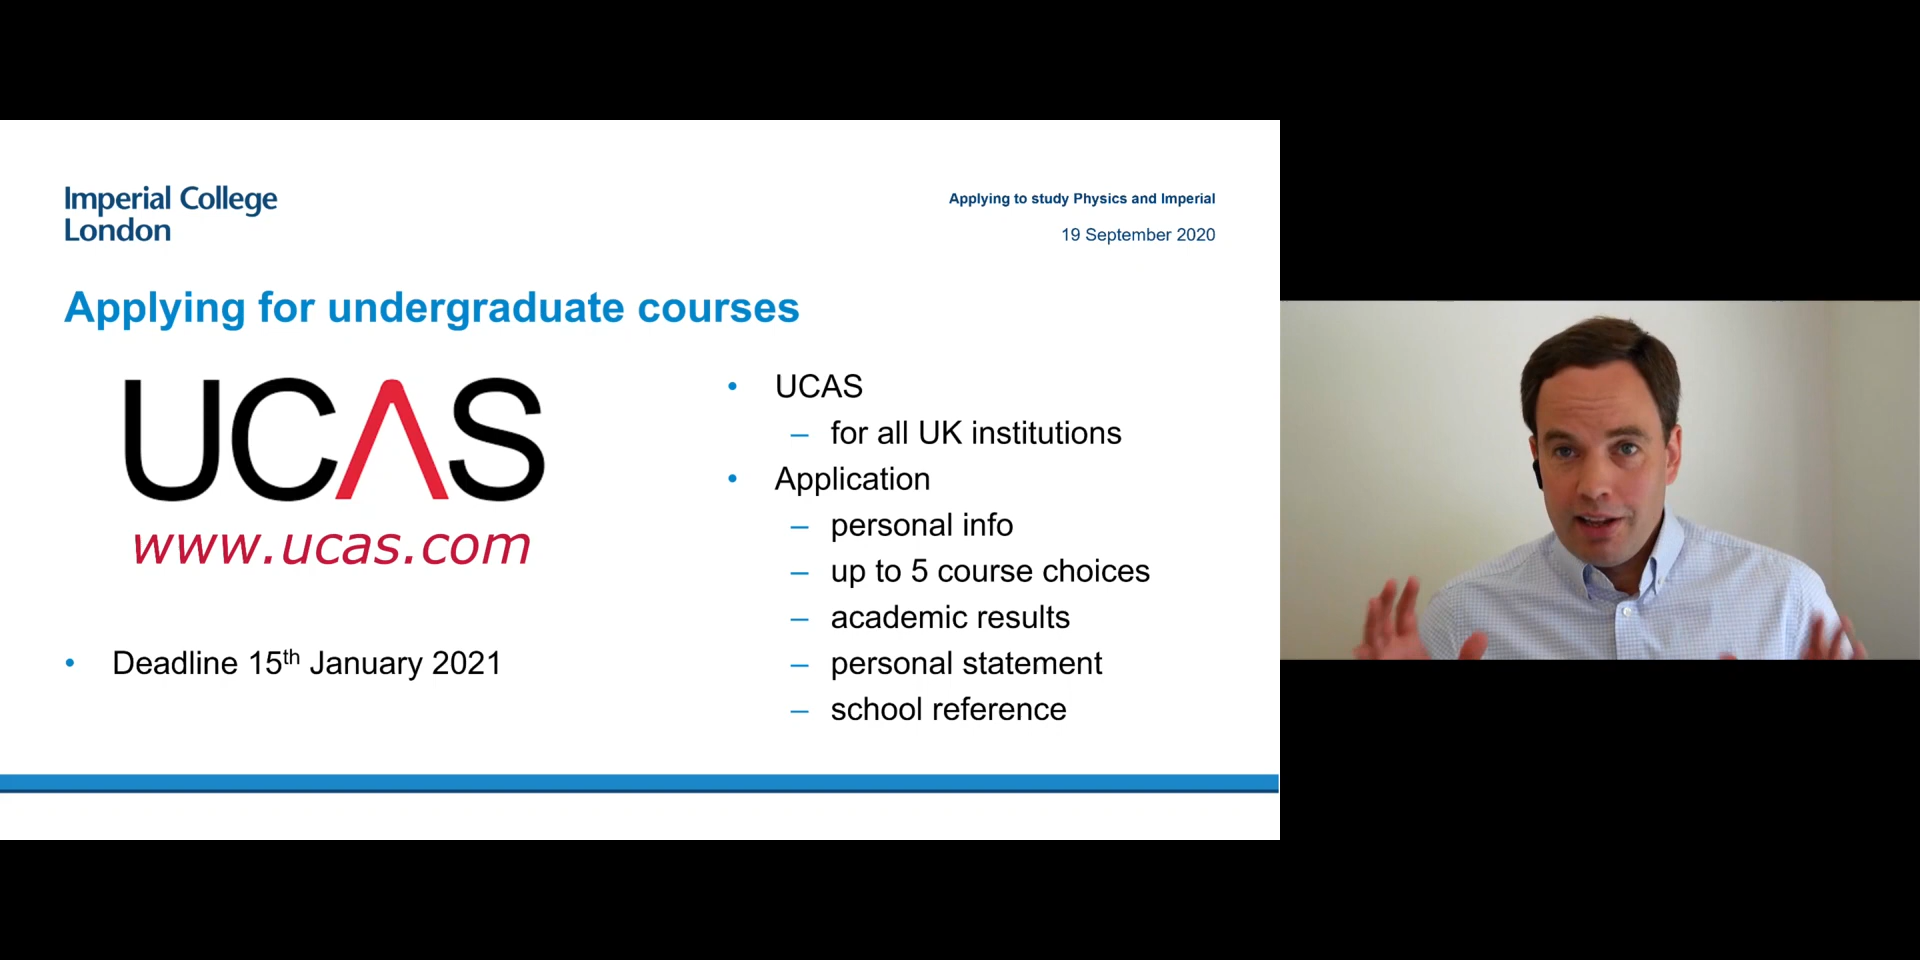 Imperial College
London
Applying to study Physics and Imperial
19 September 2020
Applying for undergraduate courses
UCAS
www.ucas.com
• Deadline 15th January 2021
• UCAS
– for all UK institutions
• Application
– personal info
– up to 5 course choices
– academic results
– personal statement
– school reference